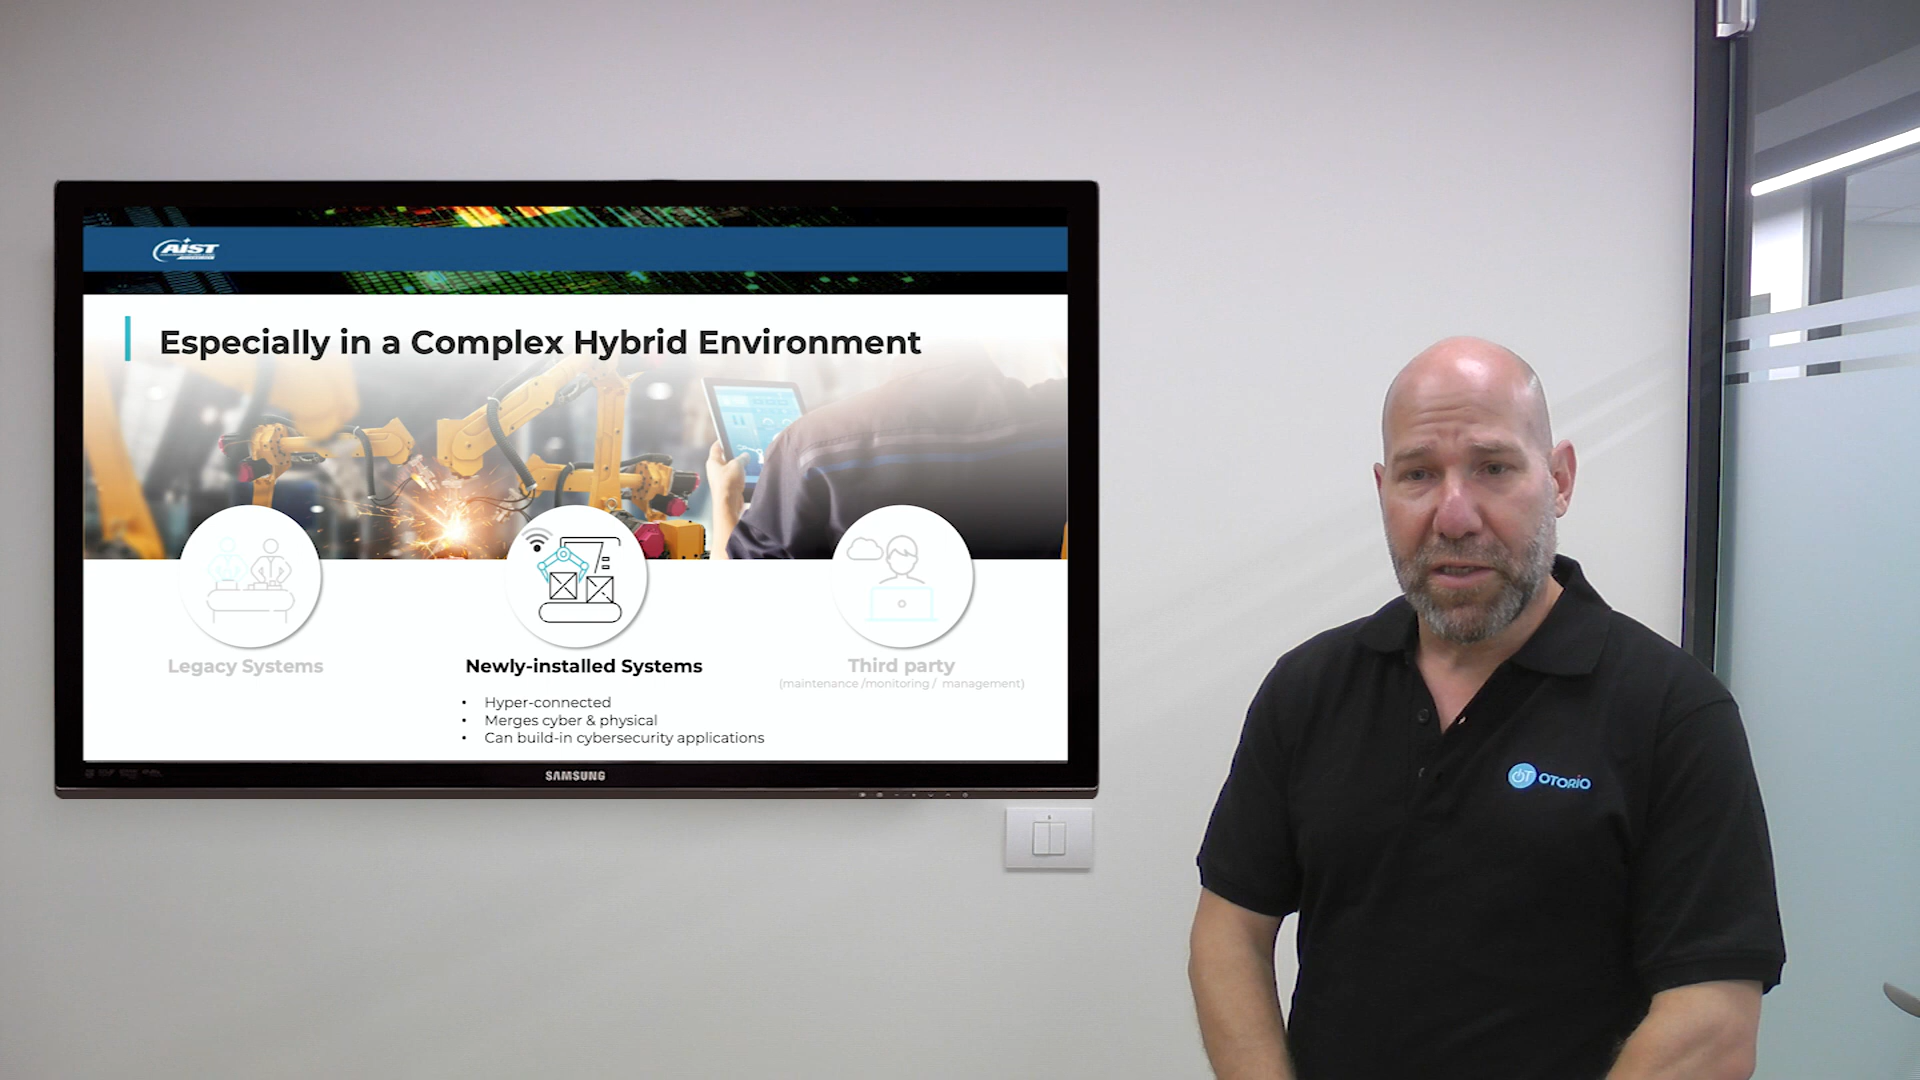 AIST
Especially in a Complex Hybrid Environment
Legacy Systems
Newly-installed Systems
• Hyper-connected
• Merges cyber & physical
• Can build-in cybersecurity applications
Third party
(maintenance /monitoring / management)
SAMSUNG
OT OTORIO